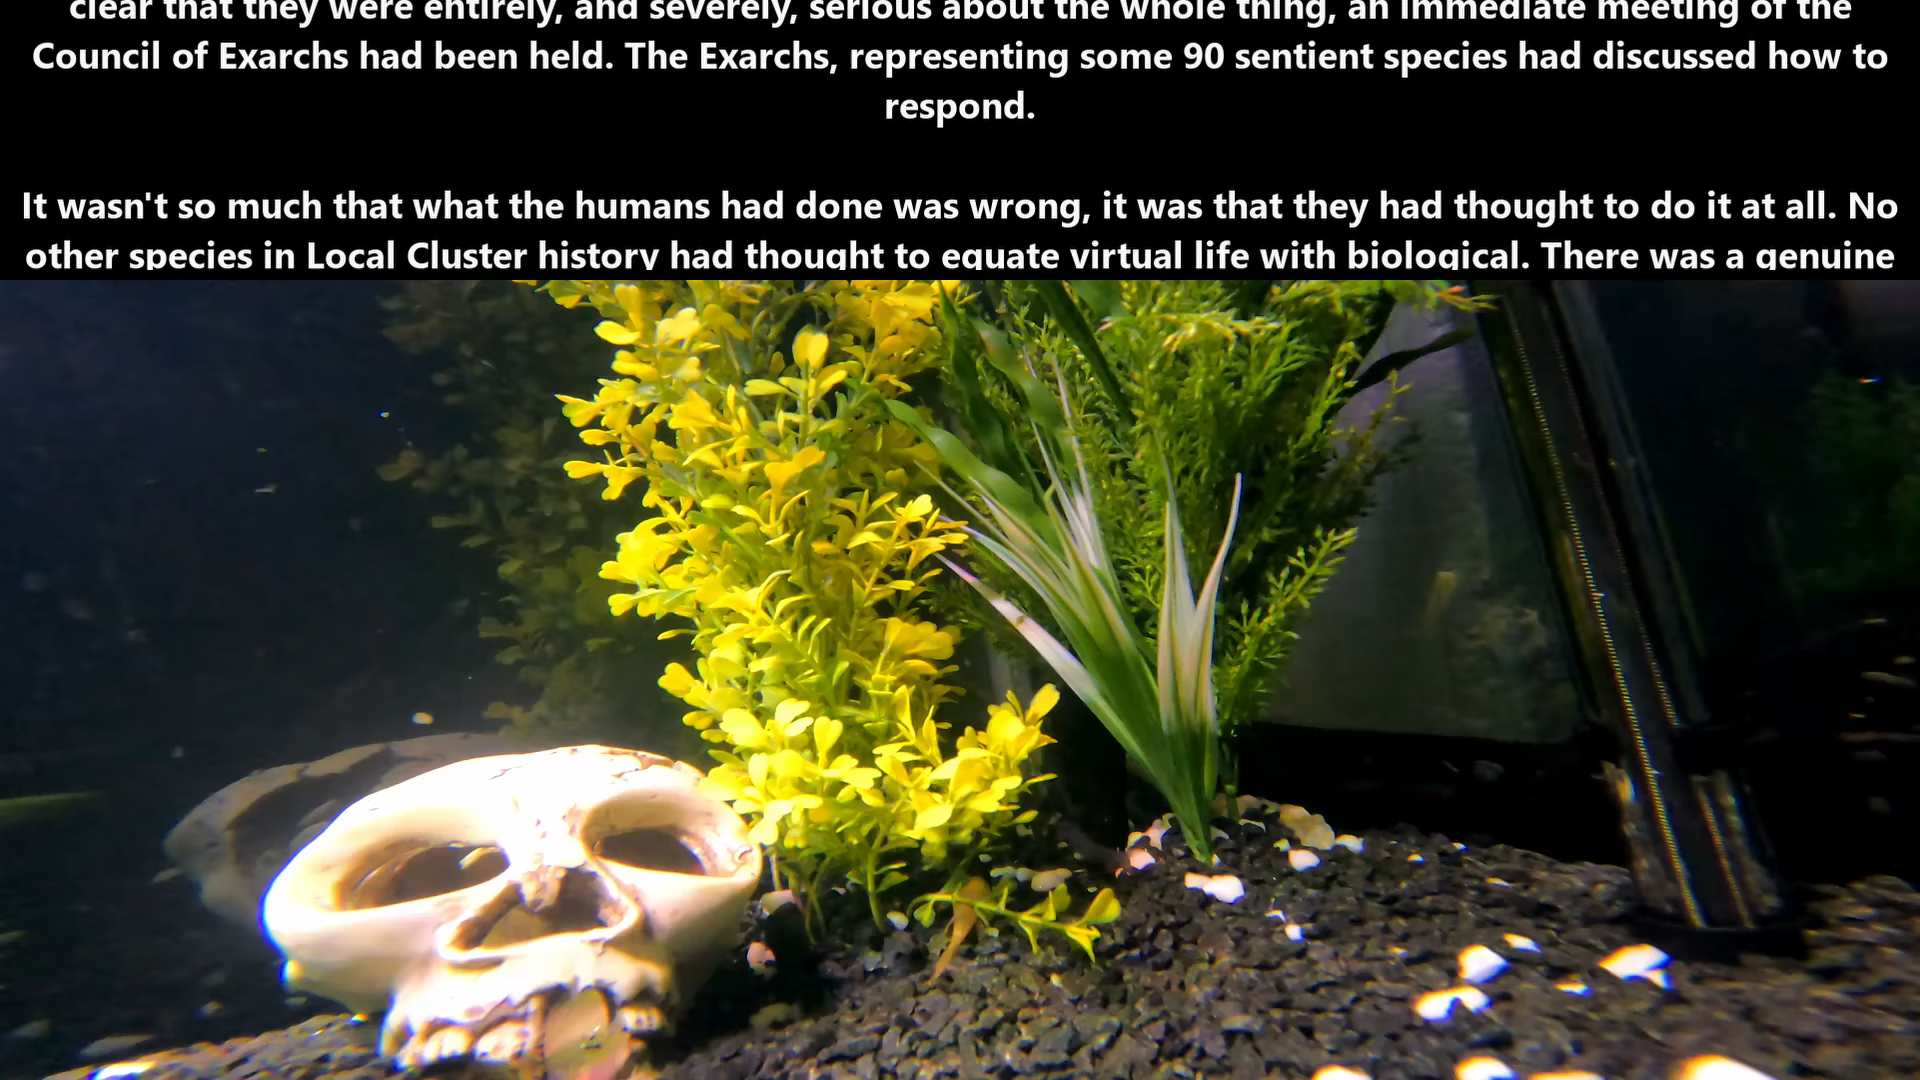 clear that they were entirely, and severely, serious about the whole thing, an immediate meeting of the
Council of Exarchs had been held. The Exarchs, representing some 90 sentient species had discussed how to
respond.
It wasn't so much that what the humans had done was wrong, it was that they had thought to do it at all. No
other species in Local Cluster history had thought to equate virtual life with biological. There was a genuine